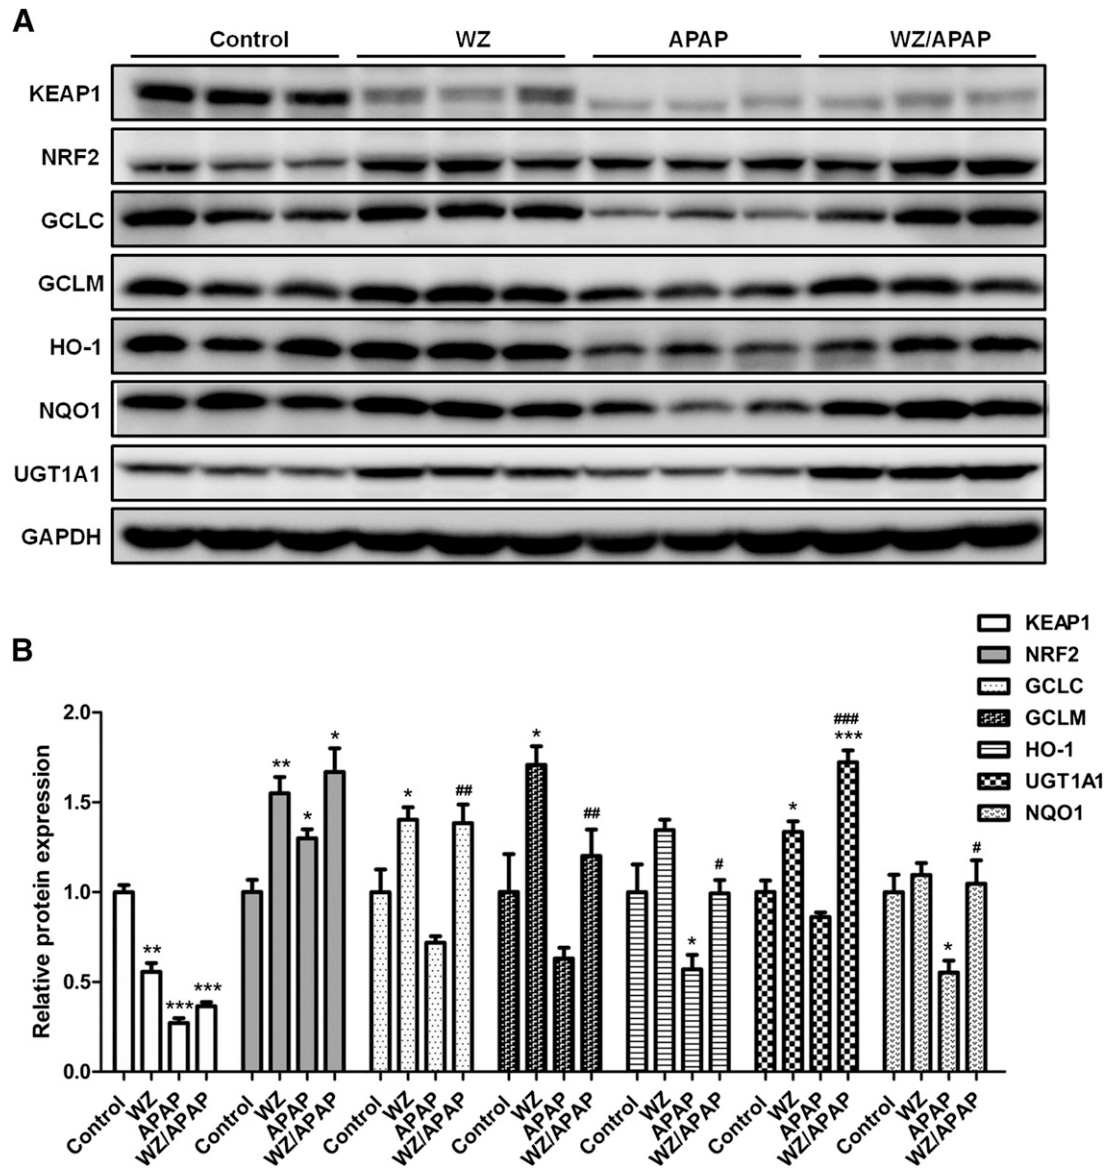 A
Control WZ APAP WZ/APAP
KEAP1
NRF2
GCLC
GCLM
HO-1
NQO1
UGT1A1
GAPDH
B
KEAP1
NRF2
GCLC
GCLM
HO-1
UGT1A1
NQO1
Relative protein expression
2.0
1.5
1.0
0.5
0.0
** *** ***
** * *
* ##
* ##
* #
* *** ###
* #
Control WZ APAP WZ/APAP
Control WZ APAP WZ/APAP
Control WZ APAP WZ/APAP
Control WZ APAP WZ/APAP
Control WZ APAP WZ/APAP
Control WZ APAP WZ/APAP
Control WZ APAP WZ/APAP